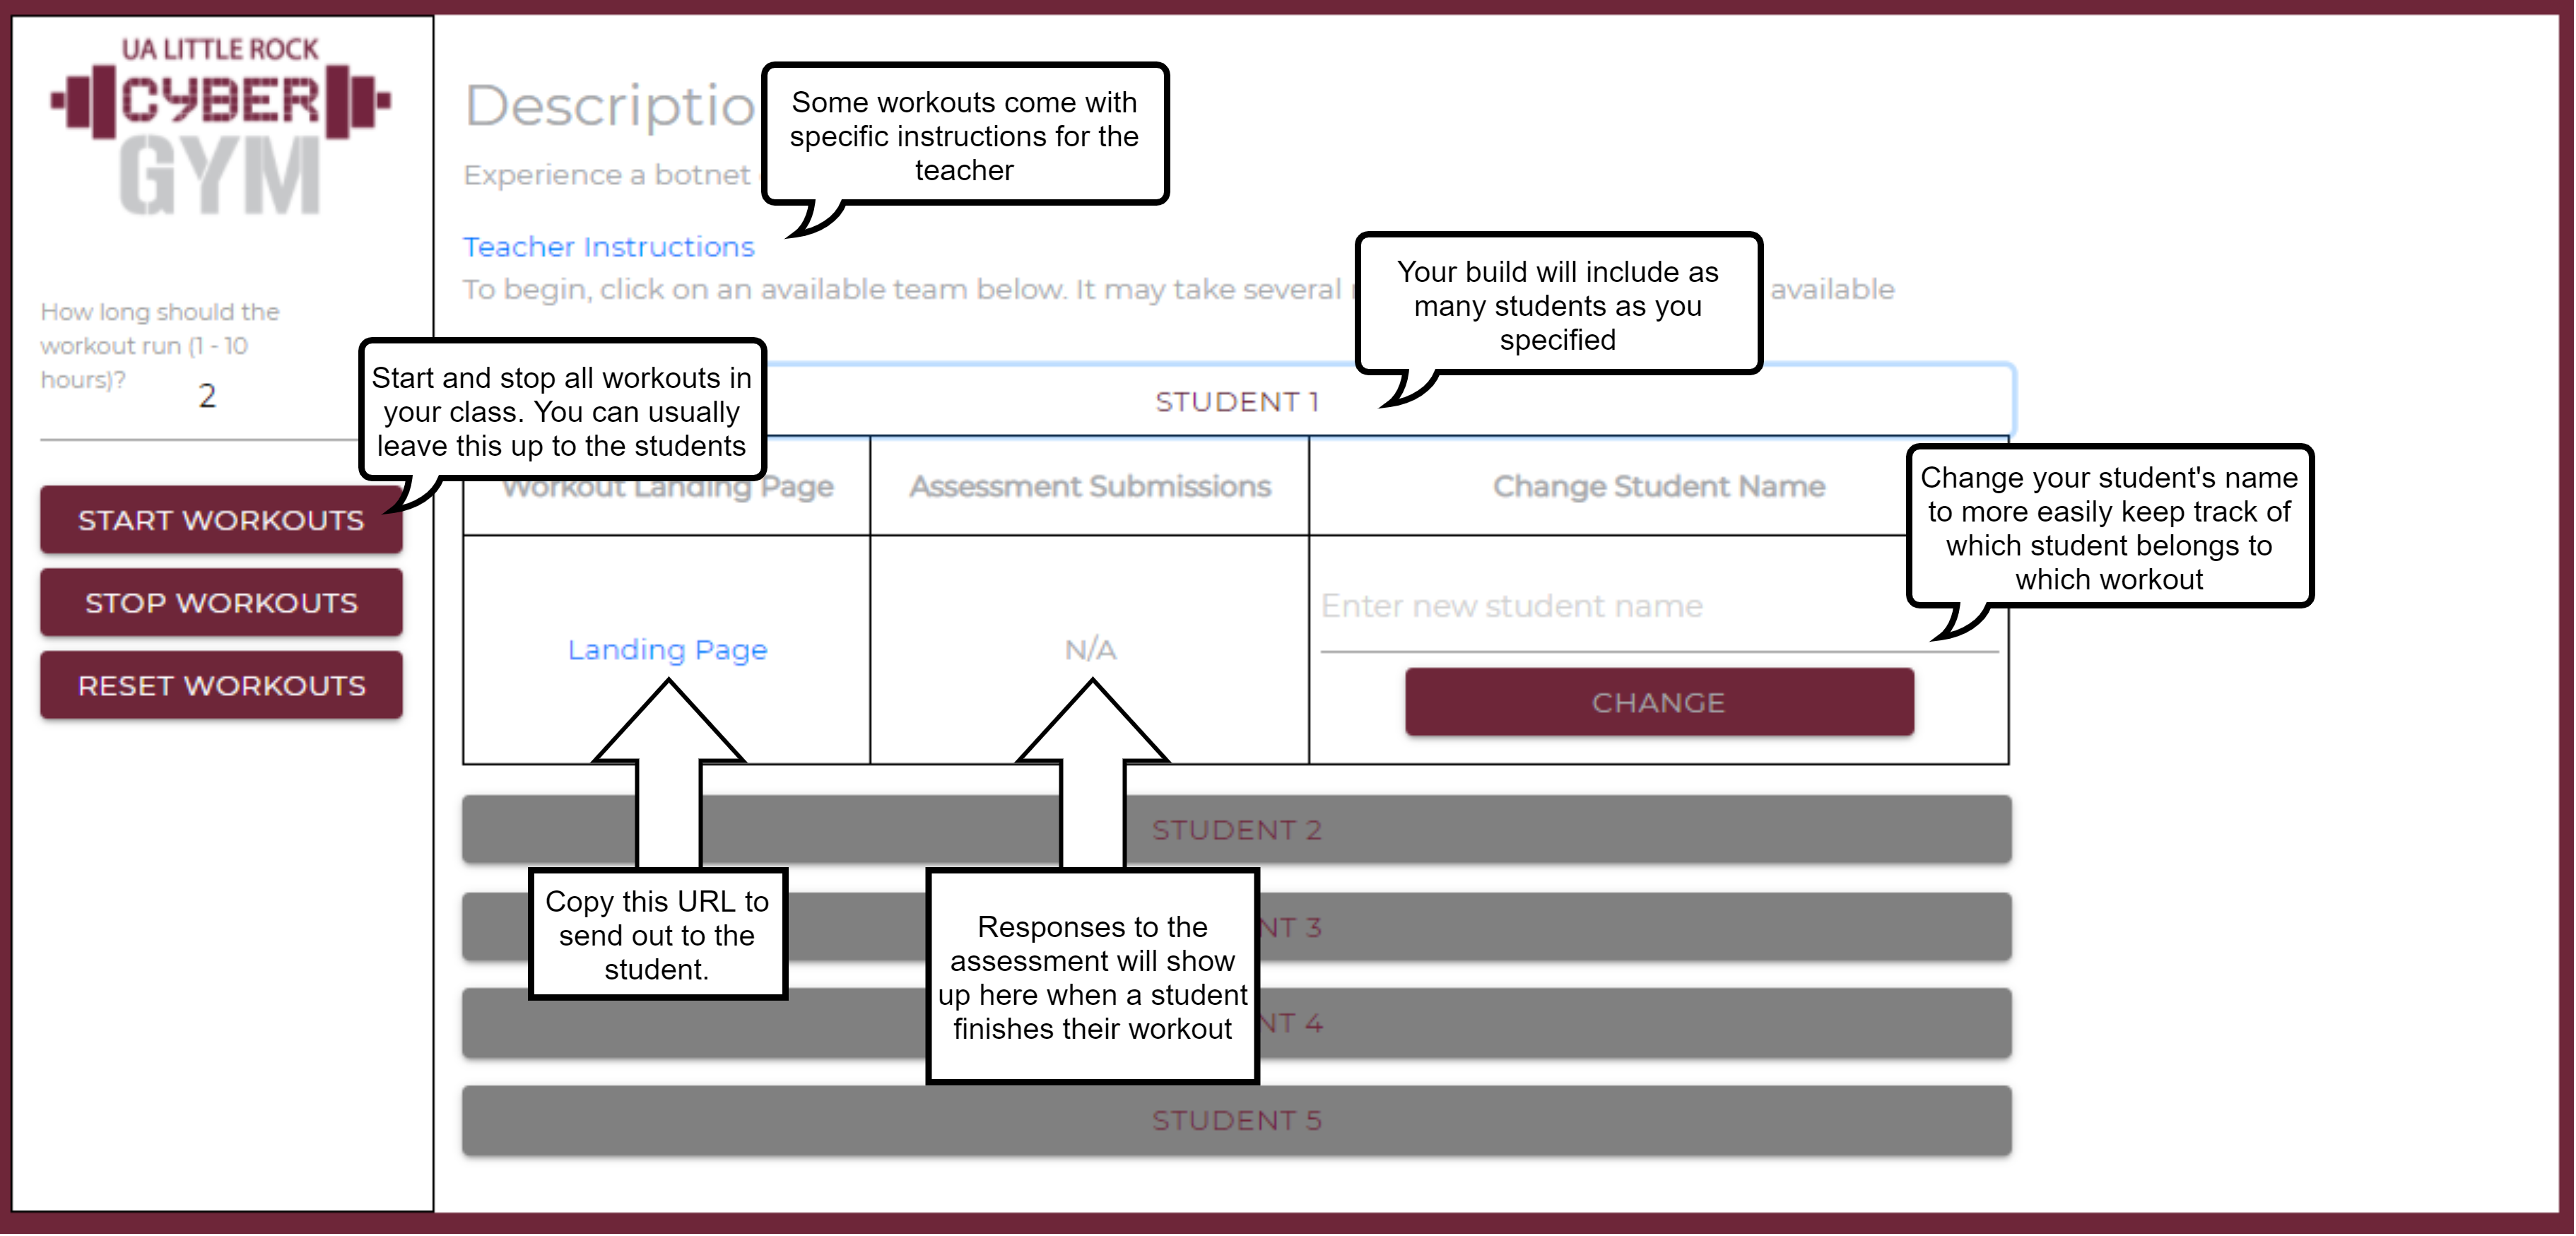 UA LITTLE ROCK
CYBER
GYM
How long should the
workout run (1 - 10
hours)?
2
START WORKOUTS
STOP WORKOUTS
RESET WORKOUTS
Descriptio
Experience a botnet
Some workouts come with
specific instructions for the
teacher
Teacher Instructions
To begin, click on an available team below. It may take several
available
Your build will include as
many students as you
specified
Start and stop all workouts in
your class. You can usually
leave this up to the students
STUDENT 1
Workout Landing Page
Assessment Submissions
Change Student Name
Change your student's name
to more easily keep track of
which student belongs to
which workout
Landing Page
N/A
Enter new student name
CHANGE
STUDENT 2
NT 3
NT 4
STUDENT 5
Copy this URL to
send out to the
student.
Responses to the
assessment will show
up here when a student
finishes their workout